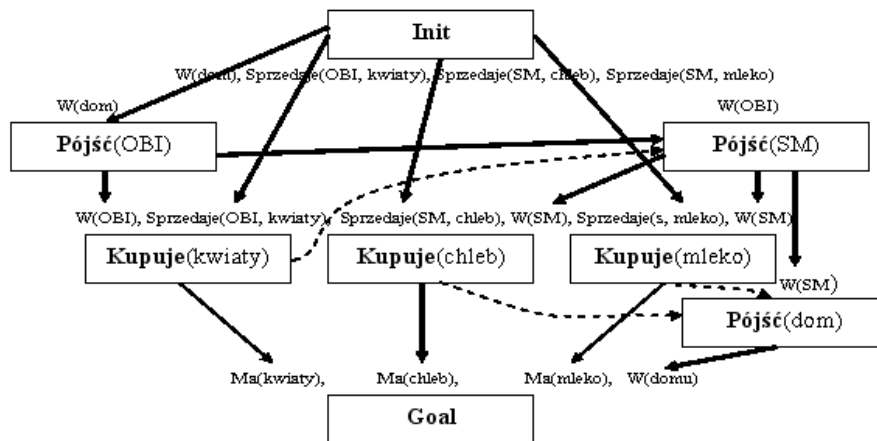 Init
W(dom), Sprzedaje(OBI, kwiaty), Sprzedaje(SM, chleb), Sprzedaje(SM, mleko)
W(dom)
W(OBI)
Pójść(OBI)
Pójść(SM)
W(OBI), Sprzedaje(OBI, kwiaty),
Sprzedaje(SM, chleb), W(SM), Sprzedaje(s, mleko), W(SM)
Kupuje(kwiaty)
Kupuje(chleb)
Kupuje(mleko)
W(SM)
Pójść(dom)
Ma(kwiaty),
Ma(chleb),
Ma(mleko),
W(domu)
Goal